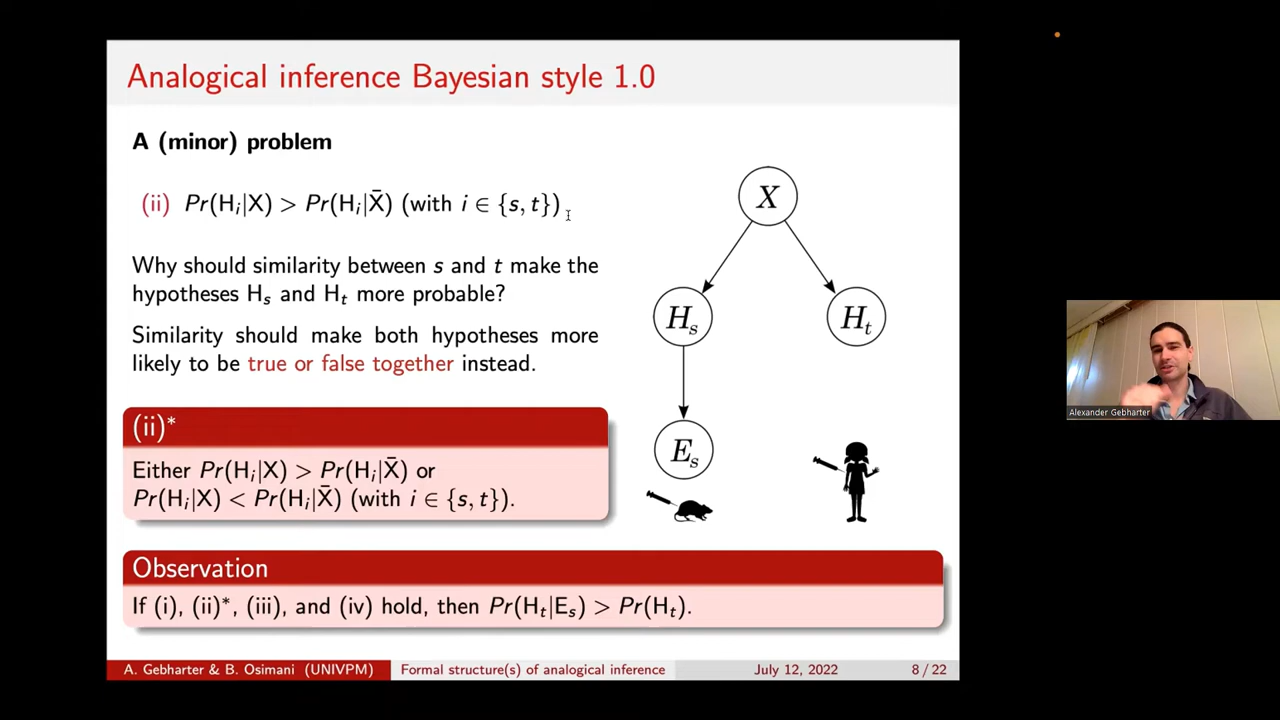 Analogical inference Bayesian style 1.0
A (minor) problem
(ii) Pr(Hᵢ|X) > Pr(Hᵢ|X̄) (with i ∈ {s, t})
Why should similarity between s and t make the
hypotheses Hₛ and Hₜ more probable?
Similarity should make both hypotheses more
likely to be true or false together instead.
(ii)*
Either Pr(Hᵢ|X) > Pr(Hᵢ|X̄) or
Pr(Hᵢ|X) < Pr(Hᵢ|X̄) (with i ∈ {s, t}).
X
Hₛ
Hₜ
Eₛ
Observation
If (i), (ii)*, (iii), and (iv) hold, then Pr(Hₜ|Eₛ) > Pr(Hₜ).
A. Gebharter & B. Osimani (UNIVPM)
Formal structure(s) of analogical inference
July 12, 2022
8 / 22
Alexander Gebharter